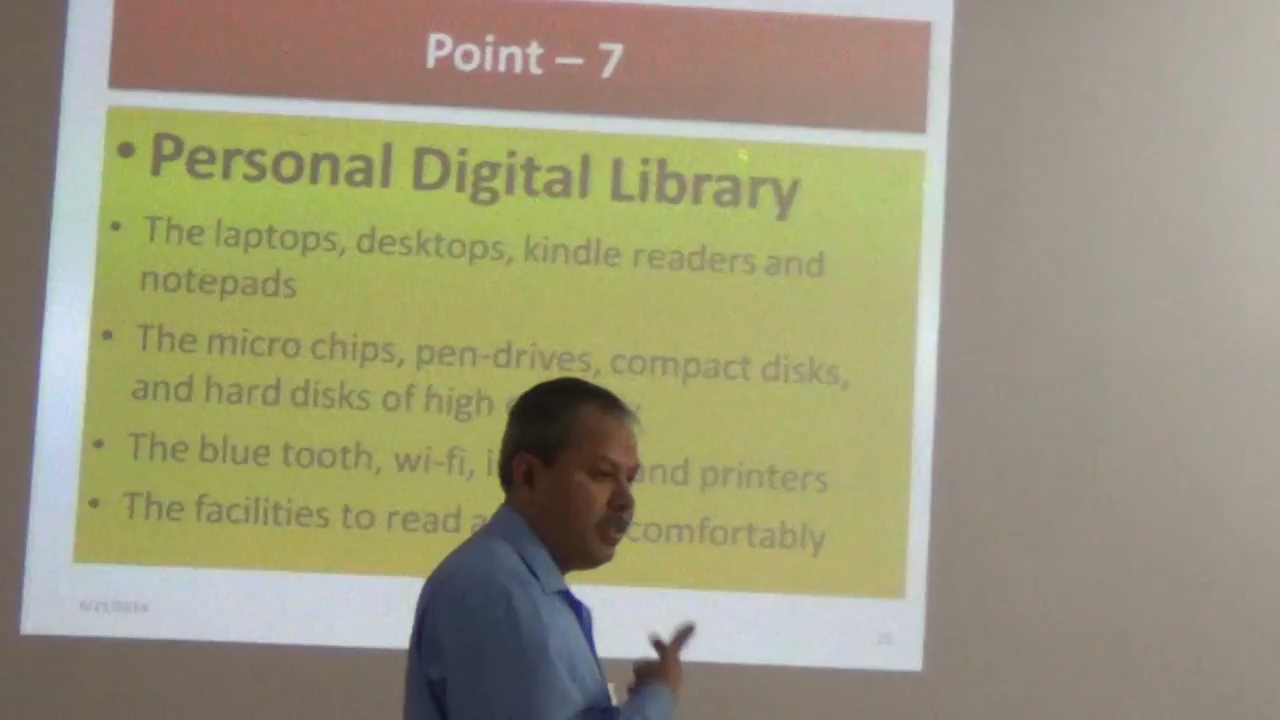 Point – 7
• Personal Digital Library
• The laptops, desktops, kindle readers and
notepads
• The micro chips, pen-drives, compact disks,
and hard disks of high
• The blue tooth, wi-fi, and printers
• The facilities to read comfortably